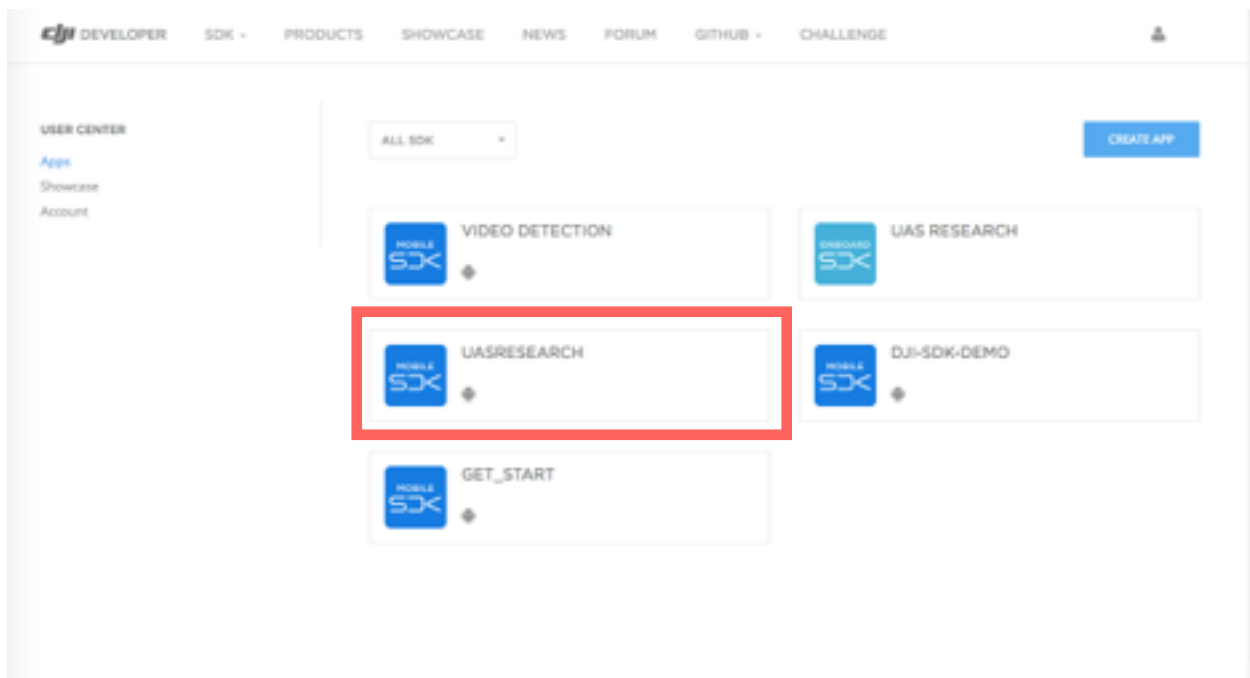 dji DEVELOPER SDK PRODUCTS SHOWCASE NEWS FORUM GITHUB CHALLENGE
USER CENTER
Apps
Showcase
Account
ALL SDK
CREATE APP
MOBILE
SDK
VIDEO DETECTION
ONBOARD
SDK
UAS RESEARCH
MOBILE
SDK
UASRESEARCH
MOBILE
SDK
DJI-SDK-DEMO
MOBILE
SDK
GET_START